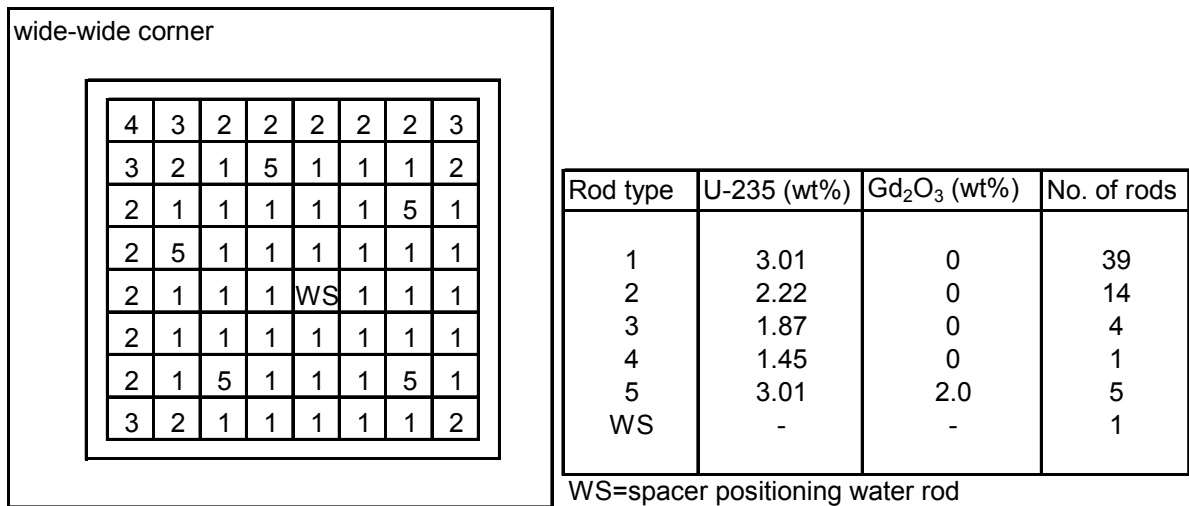 wide-wide corner
4 3 2 2 2 2 2 3
3 2 1 5 1 1 1 2
2 1 1 1 1 1 5 1
2 5 1 1 1 1 1 1
2 1 1 1 WS 1 1 1
2 1 1 1 1 1 1 1
2 1 5 1 1 1 5 1
3 2 1 1 1 1 1 2
Rod type U-235 (wt%) Gd₂O₃ (wt%) No. of rods
1 3.01 0 39
2 2.22 0 14
3 1.87 0 4
4 1.45 0 1
5 3.01 2.0 5
WS - - 1
WS=spacer positioning water rod